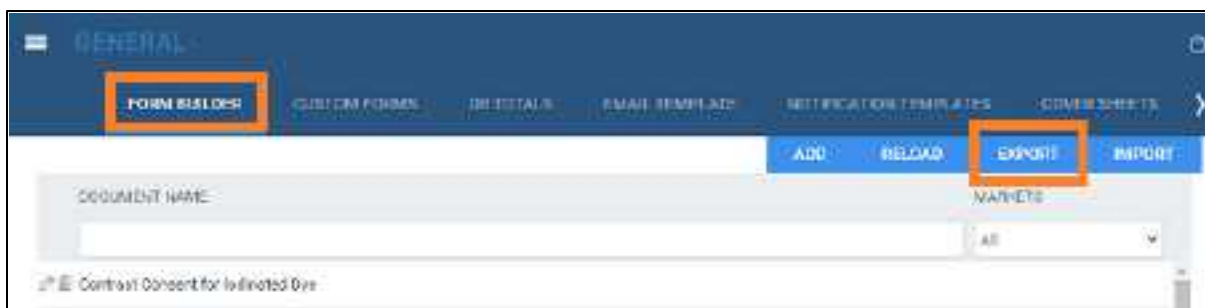 GENERAL
FORM BUILDER CUSTOM FORMS EMAIL TEMPLATE NOTIFICATION TEMPLATES COVER SHEETS
ADD RELOAD EXPORT IMPORT
DOCUMENT NAME MARKETS
All
Contrast Consent for Iodinated Dye